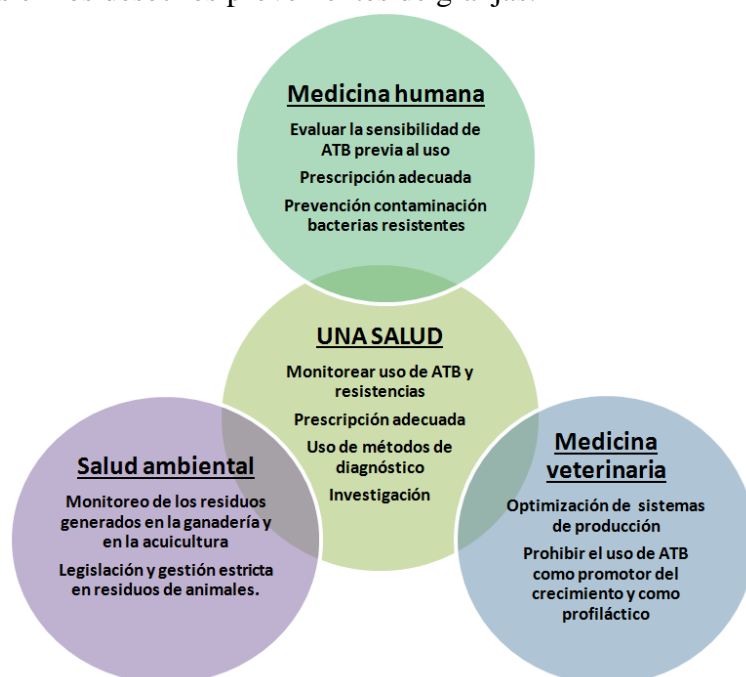 Medicina humana
Evaluar la sensibilidad de
ATB previa al uso
Prescripción adecuada
Prevención contaminación
bacterias resistentes
UNA SALUD
Monitorear uso de ATB y
resistencias
Prescripción adecuada
Uso de métodos de
diagnóstico
Investigación
Salud ambiental
Monitoreo de los residuos
generados en la ganadería y
en la acuicultura
Legislación y gestión estricta
en residuos de animales.
Medicina
veterinaria
Optimización de sistemas
de producción
Prohibir el uso de ATB
como promotor del
crecimiento y como
profiláctico